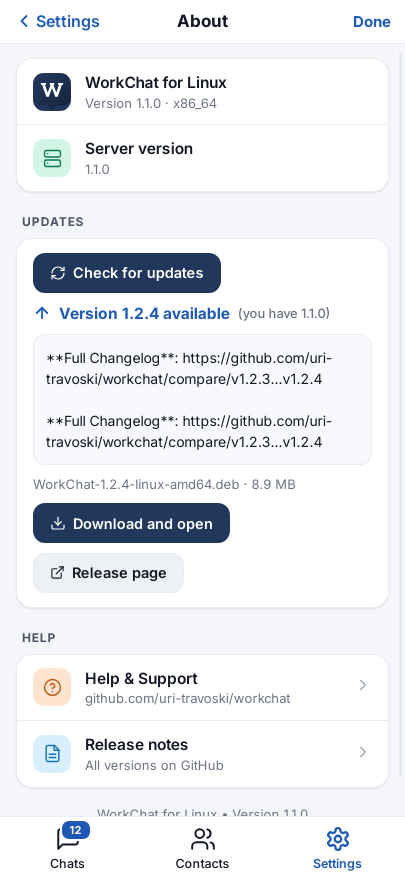 Settings
About
Done
W
WorkChat for Linux
Version 1.1.0 · x86_64
Server version
1.1.0
UPDATES
Check for updates
Version 1.2.4 available (you have 1.1.0)
**Full Changelog**: https://github.com/uri-
travoski/workchat/compare/v1.2.3...v1.2.4
**Full Changelog**: https://github.com/uri-
travoski/workchat/compare/v1.2.3...v1.2.4
WorkChat-1.2.4-linux-amd64.deb · 8.9 MB
Download and open
Release page
HELP
Help & Support
github.com/uri-travoski/workchat
Release notes
All versions on GitHub
WorkChat for Linux • Version 1.1.0
12
Chats
Contacts
Settings